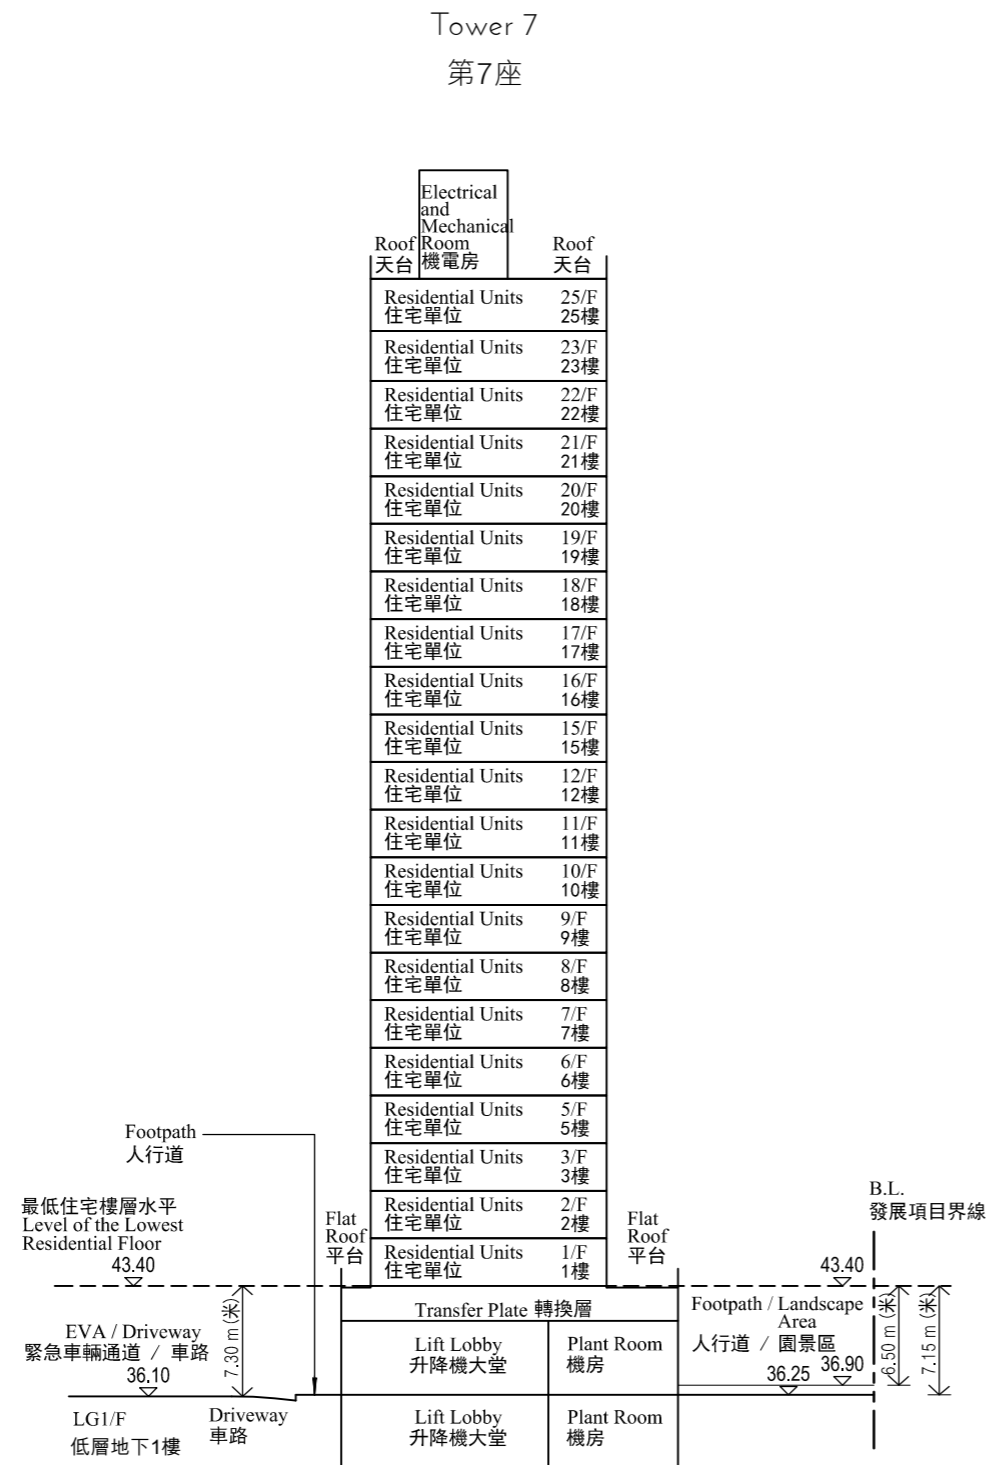 Tower 7
第7座
Electrical
and
Mechanical
Room
機電房
Roof
天台
Roof
天台
Residential Units 25/F
住宅單位 25樓
Residential Units 23/F
住宅單位 23樓
Residential Units 22/F
住宅單位 22樓
Residential Units 21/F
住宅單位 21樓
Residential Units 20/F
住宅單位 20樓
Residential Units 19/F
住宅單位 19樓
Residential Units 18/F
住宅單位 18樓
Residential Units 17/F
住宅單位 17樓
Residential Units 16/F
住宅單位 16樓
Residential Units 15/F
住宅單位 15樓
Residential Units 12/F
住宅單位 12樓
Residential Units 11/F
住宅單位 11樓
Residential Units 10/F
住宅單位 10樓
Residential Units 9/F
住宅單位 9樓
Residential Units 8/F
住宅單位 8樓
Residential Units 7/F
住宅單位 7樓
Residential Units 6/F
住宅單位 6樓
Residential Units 5/F
住宅單位 5樓
Residential Units 3/F
住宅單位 3樓
Residential Units 2/F
住宅單位 2樓
Residential Units 1/F
住宅單位 1樓
Footpath
人行道
最低住宅樓層水平
Level of the Lowest
Residential Floor
43.40
Flat
Roof
平台
Flat
Roof
平台
B.L.
發展項目界線
43.40
Transfer Plate 轉換層
EVA / Driveway
緊急車輛通道 / 車路
36.10
7.30 m (米)
Lift Lobby
升降機大堂
Plant Room
機房
Footpath / Landscape
Area
人行道 / 園景區
36.25
36.90
6.50 m (米)
7.15 m (米)
LG1/F
低層地下1樓
Driveway
車路
Lift Lobby
升降機大堂
Plant Room
機房